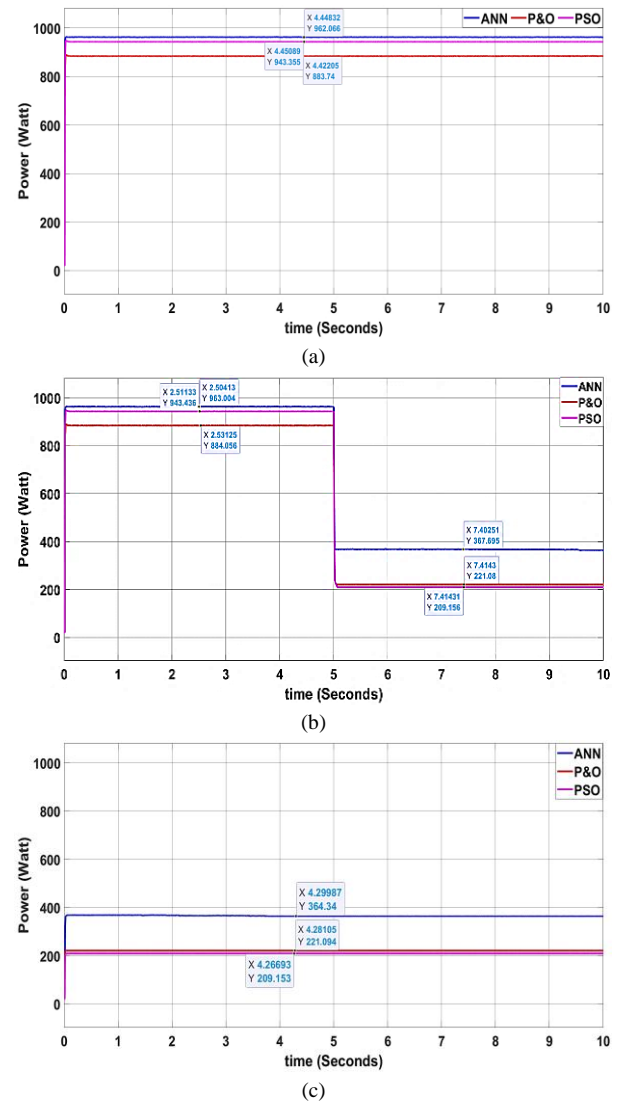 X 4.44832
Y 962.066
ANN P&O PSO
X 4.45089
Y 943.355
X 4.42205
Y 883.74
1000
800
600
400
200
0
Power (Watt)
0 1 2 3 4 5 6 7 8 9 10
time (Seconds)
(a)
X 2.51133
Y 943.436
X 2.50413
Y 963.004
ANN
P&O
PSO
X 2.53125
Y 884.056
X 7.40251
Y 367.695
X 7.4143
Y 221.08
X 7.41431
Y 209.156
1000
800
600
400
200
0
Power (Watt)
0 1 2 3 4 5 6 7 8 9 10
time (Seconds)
(b)
ANN
P&O
PSO
X 4.29987
Y 364.34
X 4.28105
Y 221.094
X 4.26693
Y 209.153
1000
800
600
400
200
0
Power (Watt)
0 1 2 3 4 5 6 7 8 9 10
time (Seconds)
(c)